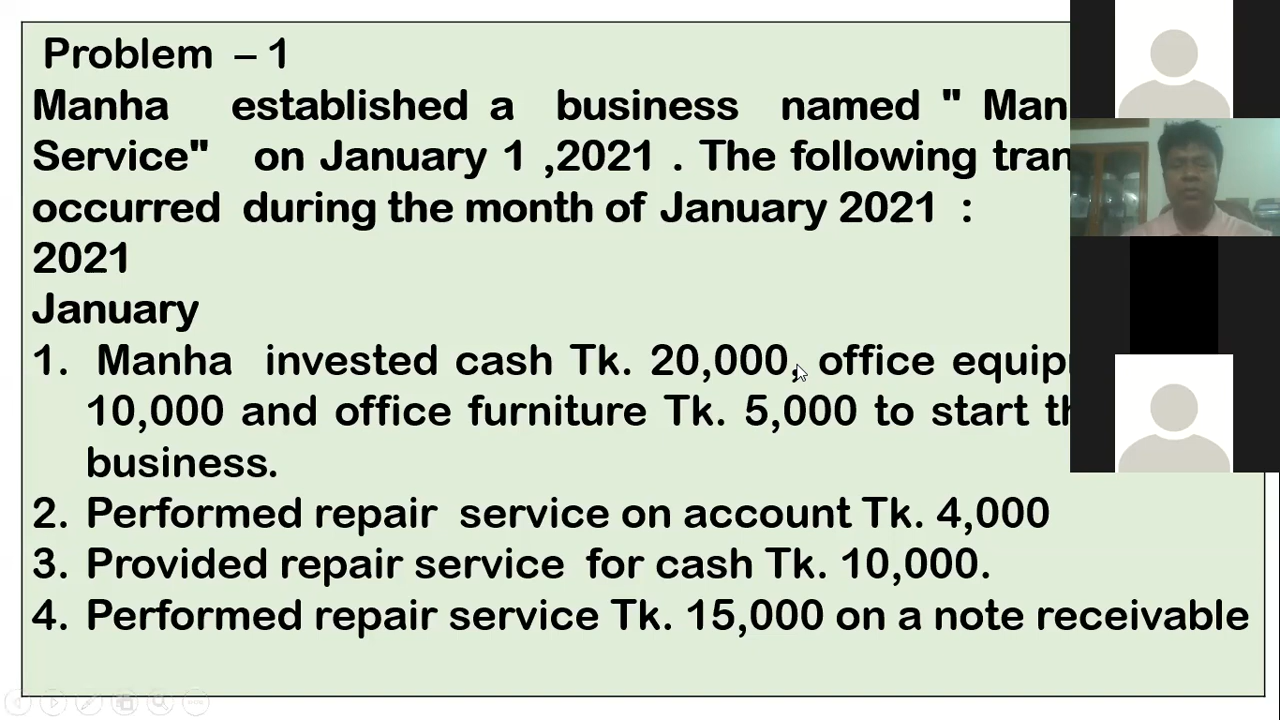 Problem – 1
Manha established a business named " Man
Service" on January 1 ,2021 . The following tran
occurred during the month of January 2021 :
2021
January
1. Manha invested cash Tk. 20,000, office equip
10,000 and office furniture Tk. 5,000 to start th
business.
2. Performed repair service on account Tk. 4,000
3. Provided repair service for cash Tk. 10,000.
4. Performed repair service Tk. 15,000 on a note receivable